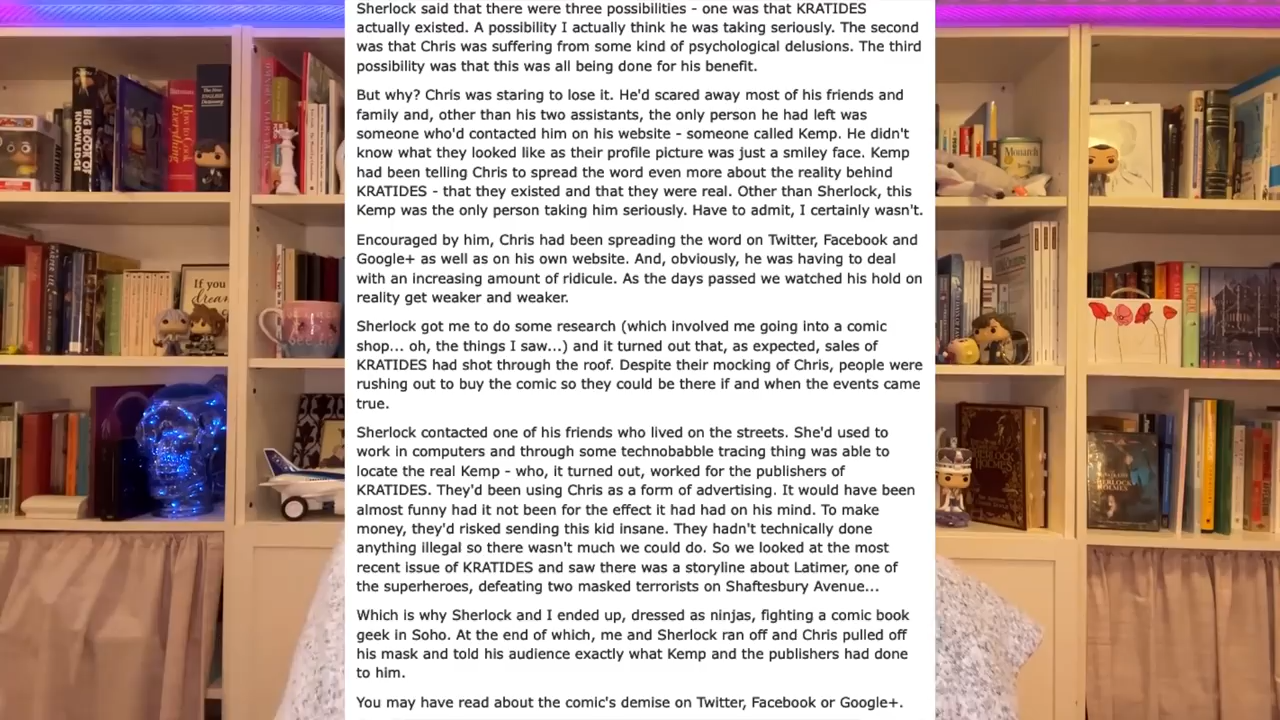 Sherlock said that there were three possibilities - one was that KRATIDES
actually existed. A possibility I actually think he was taking seriously. The second
was that Chris was suffering from some kind of psychological delusions. The third
possibility was that this was all being done for his benefit.
But why? Chris was staring to lose it. He'd scared away most of his friends and
family and, other than his two assistants, the only person he had left was
someone who'd contacted him on his website - someone called Kemp. He didn't
know what they looked like as their profile picture was just a smiley face. Kemp
had been telling Chris to spread the word even more about the reality behind
KRATIDES - that they existed and that they were real. Other than Sherlock, this
Kemp was the only person taking him seriously. Have to admit, I certainly wasn't.
Encouraged by him, Chris had been spreading the word on Twitter, Facebook and
Google+ as well as on his own website. And, obviously, he was having to deal
with an increasing amount of ridicule. As the days passed we watched his hold on
reality get weaker and weaker.
Sherlock got me to do some research (which involved me going into a comic
shop... oh, the things I saw...) and it turned out that, as expected, sales of
KRATIDES had shot through the roof. Despite their mocking of Chris, people were
rushing out to buy the comic so they could be there if and when the events came
true.
Sherlock contacted one of his friends who lived on the streets. She'd used to
work in computers and through some technobabble tracing thing was able to
locate the real Kemp - who, it turned out, worked for the publishers of
KRATIDES. They'd been using Chris as a form of advertising. It would have been
almost funny had it not been for the effect it had had on his mind. To make
money, they'd risked sending this kid insane. They hadn't technically done
anything illegal so there wasn't much we could do. So we looked at the most
recent issue of KRATIDES and saw there was a storyline about Latimer, one of
the superheroes, defeating two masked terrorists on Shaftesbury Avenue...
Which is why Sherlock and I ended up, dressed as ninjas, fighting a comic book
geek in Soho. At the end of which, me and Sherlock ran off and Chris pulled off
his mask and told his audience exactly what Kemp and the publishers had done
to him.
You may have read about the comic's demise on Twitter, Facebook or Google+.
BIG BOOK OF
KNOWLEDGE
How to Cook
Everything
If you
dream
Monarch
SHERLOCK
HOLMES